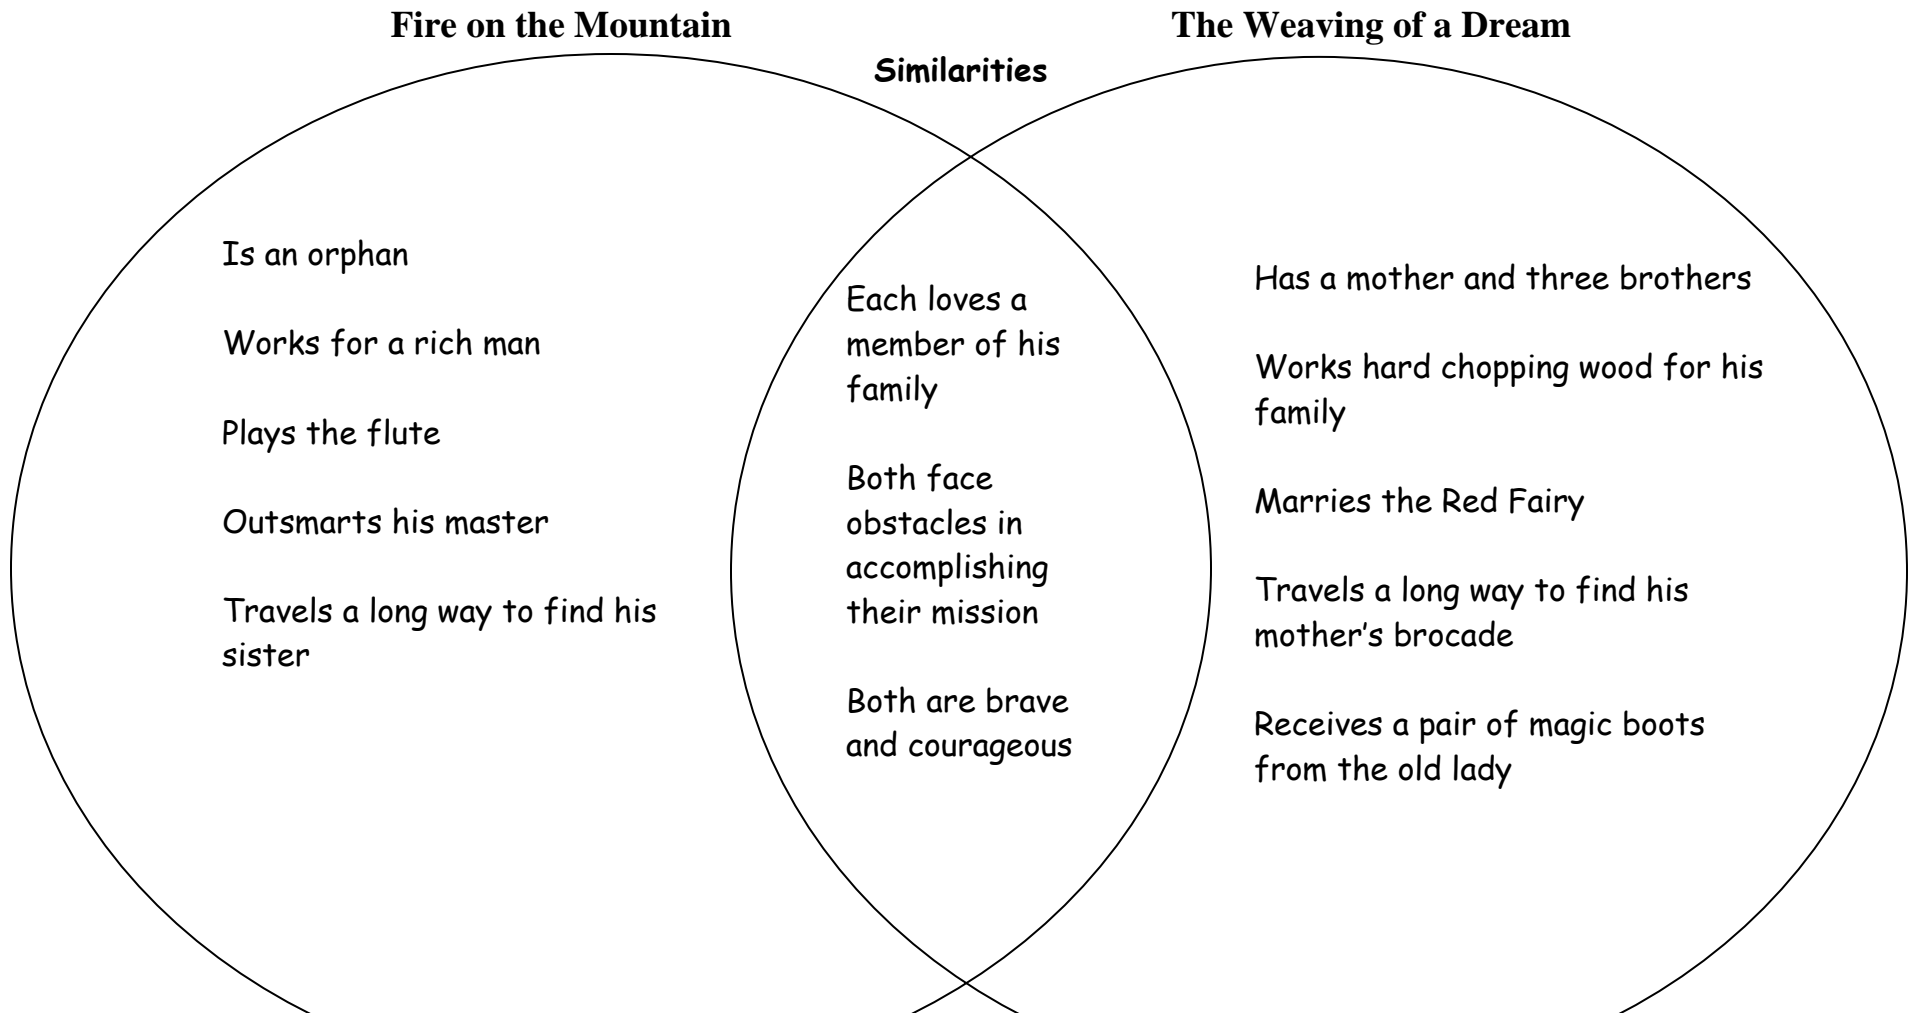 Fire on the Mountain
The Weaving of a Dream
Similarities
Is an orphan
Works for a rich man
Plays the flute
Outsmarts his master
Travels a long way to find his
sister
Each loves a
member of his
family
Both face
obstacles in
accomplishing
their mission
Both are brave
and courageous
Has a mother and three brothers
Works hard chopping wood for his
family
Marries the Red Fairy
Travels a long way to find his
mother’s brocade
Receives a pair of magic boots
from the old lady